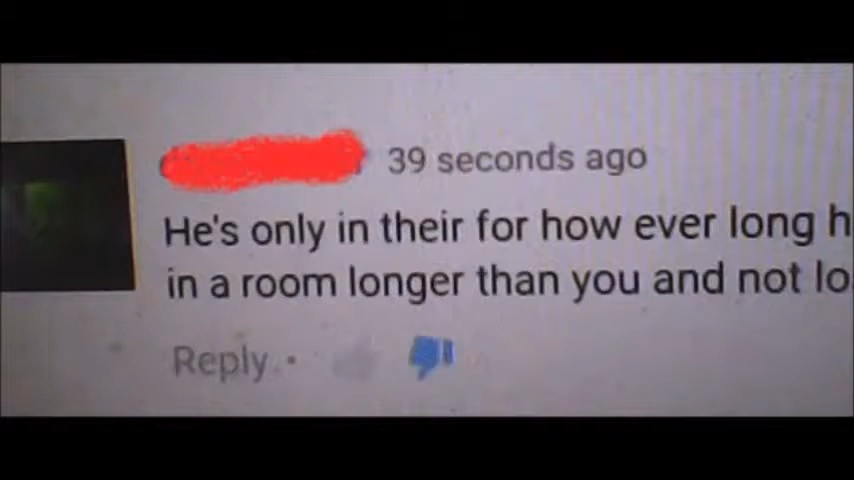 39 seconds ago
He's only in their for how ever long
in a room longer than you and not
Reply